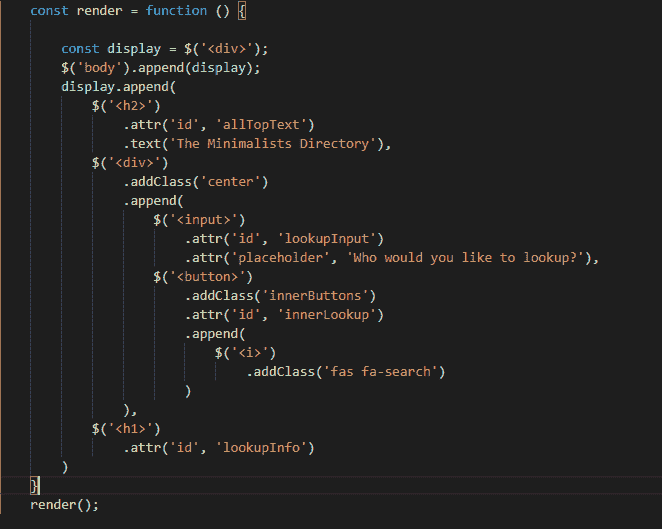 const render = function () {
const display = $('<div>');
$('body').append(display);
display.append(
$('<h2>')
.attr('id', 'allTopText')
.text('The Minimalists Directory'),
$('<div>')
.addClass('center')
.append(
$('<input>')
.attr('id', 'lookupInput')
.attr('placeholder', 'Who would you like to lookup?'),
$('<button>')
.addClass('innerButtons')
.attr('id', 'innerLookup')
.append(
$('<i>')
.addClass('fas fa-search')
)
),
$('<h1>')
.attr('id', 'lookupInfo')
)
}
render();